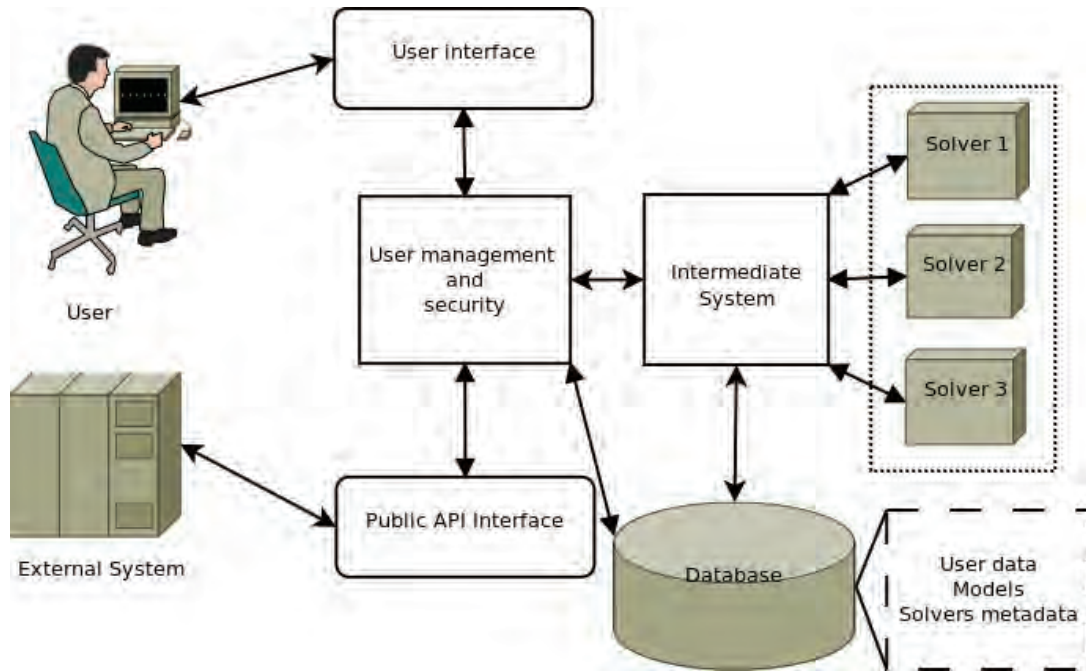 User interface
Solver 1
User management
and
security
Intermediate
System
Solver 2
User
Solver 3
Public API Interface
External System
Database
User data
Models
Solvers metadata